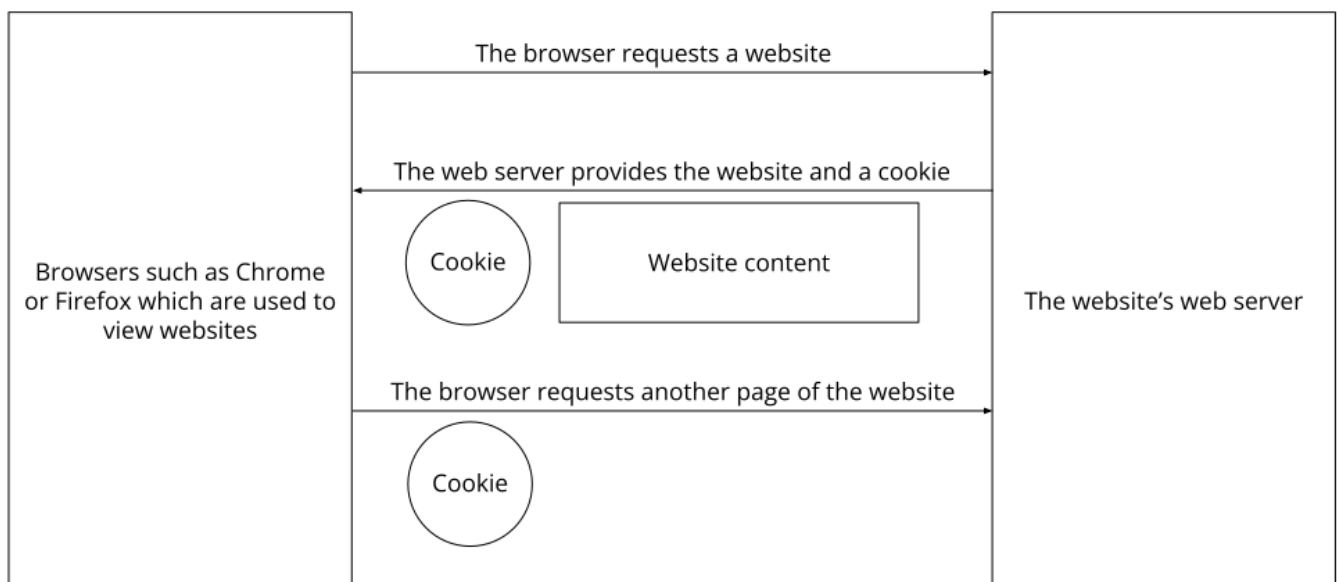 The browser requests a website
The web server provides the website and a cookie
Cookie
Website content
Browsers such as Chrome
or Firefox which are used to
view websites
The website’s web server
The browser requests another page of the website
Cookie